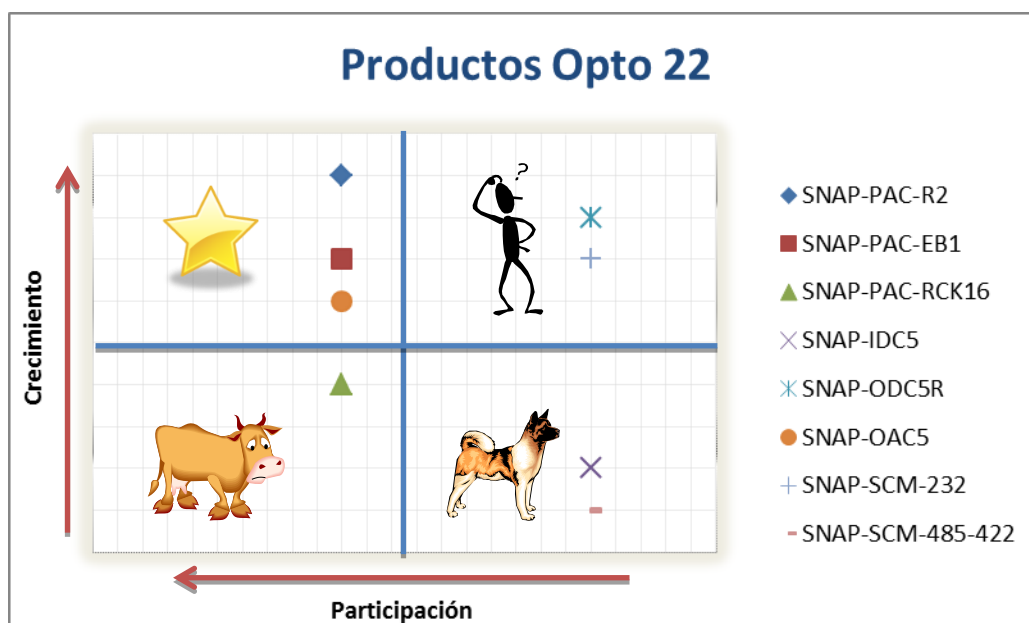 Productos Opto 22
?
Crecimiento
Participación
SNAP-PAC-R2
SNAP-PAC-EB1
SNAP-PAC-RCK16
SNAP-IDC5
SNAP-ODC5R
SNAP-OAC5
SNAP-SCM-232
SNAP-SCM-485-422